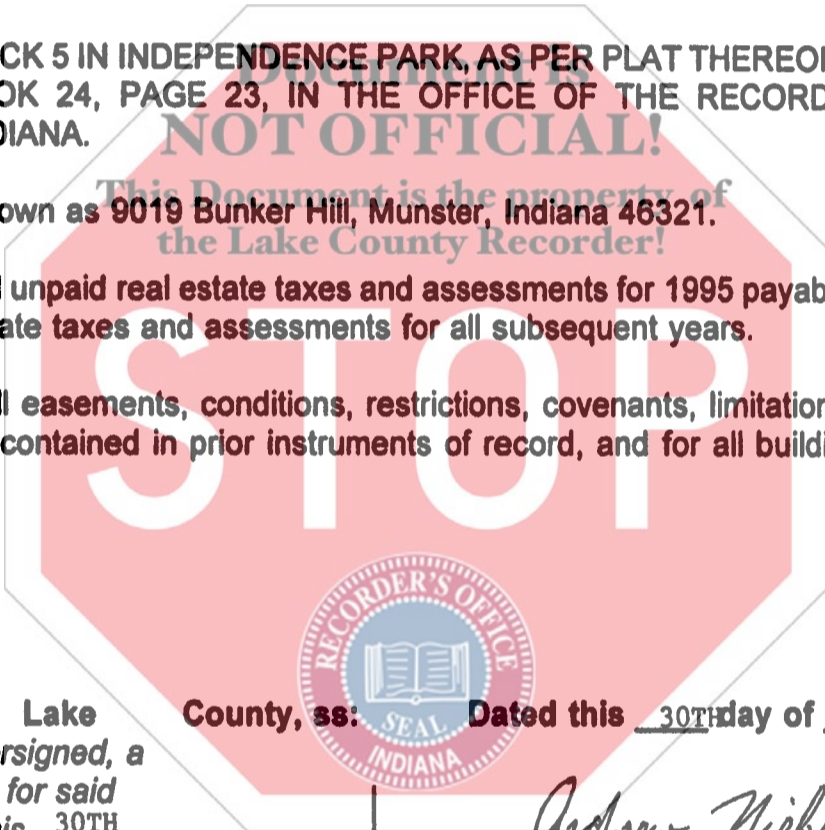 CK 5 IN INDEPENDENCE PARK, AS PER PLAT THEREOF
OK 24, PAGE 23, IN THE OFFICE OF THE RECORD
DIANA.
Document is
NOT OFFICIAL!
This Document is the property of
the Lake County Recorder!
own as 9019 Bunker Hill, Munster, Indiana 46321.
unpaid real estate taxes and assessments for 1995 payab
ate taxes and assessments for all subsequent years.
l easements, conditions, restrictions, covenants, limitation
contained in prior instruments of record, and for all buildi
STOP
RECORDER'S OFFICE
SEAL
INDIANA
Lake County, ss: Dated this 30TH day of
rsigned, a
for said
is 30TH